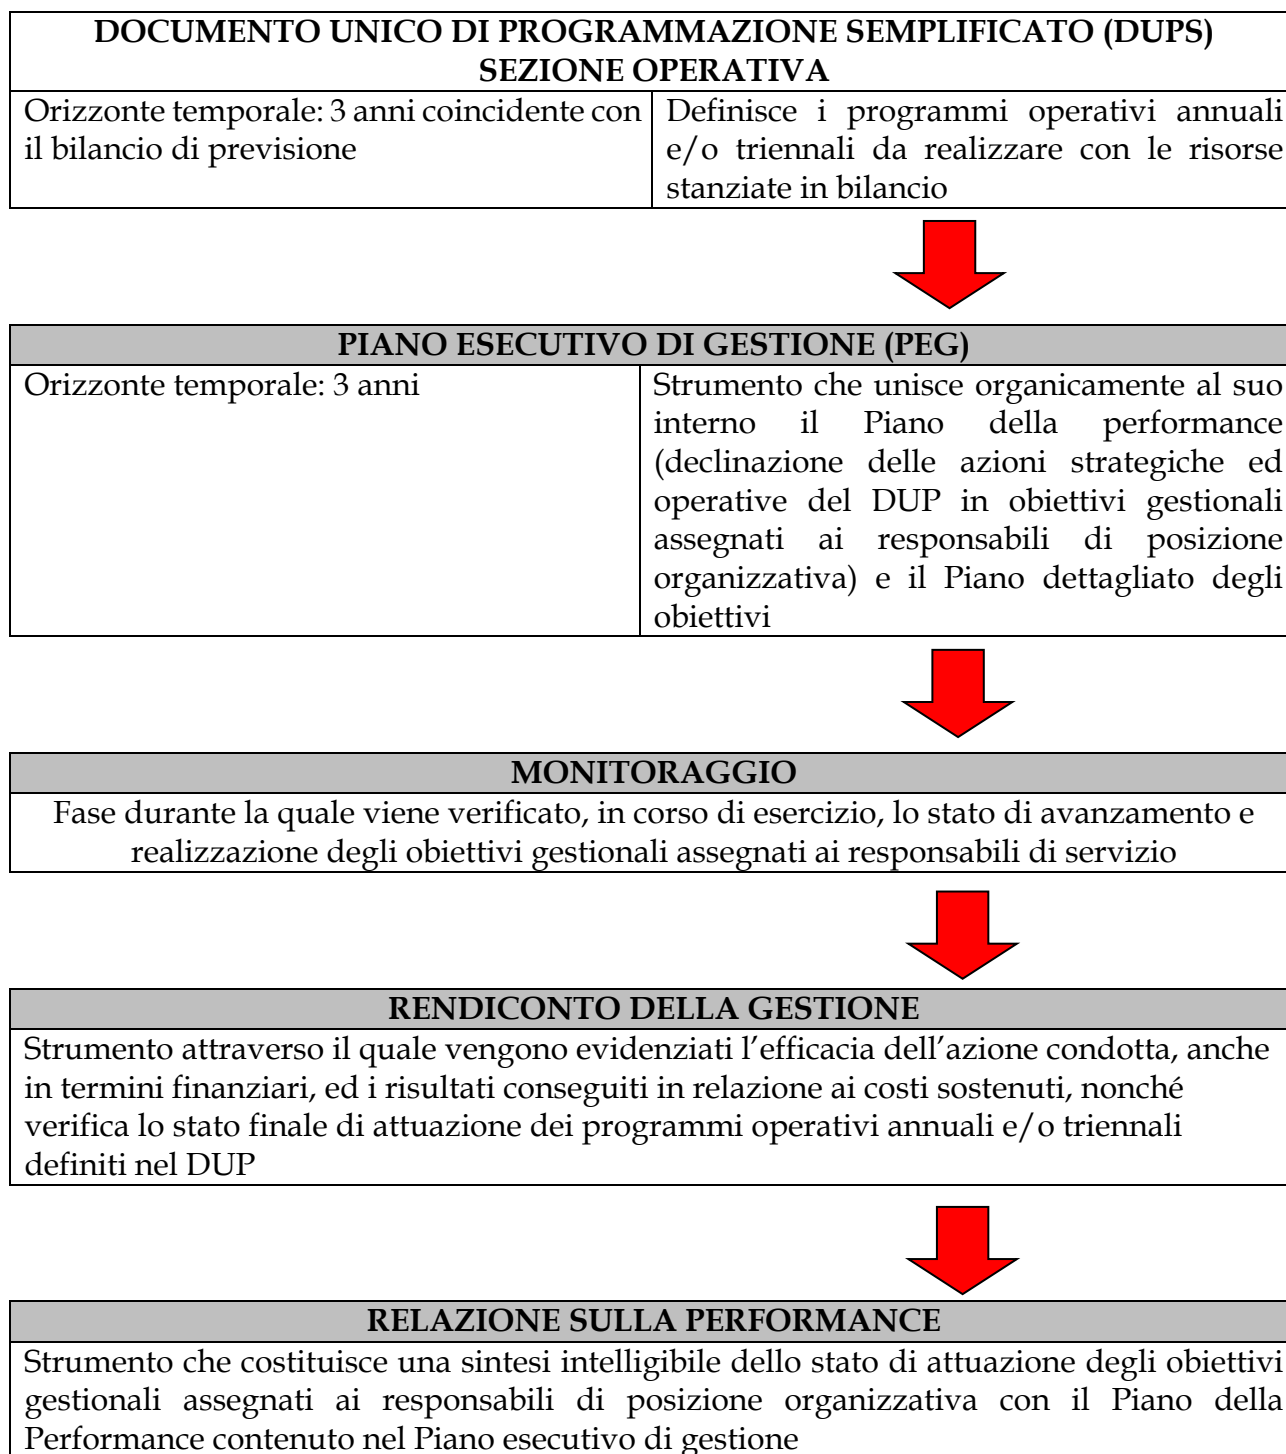 DOCUMENTO UNICO DI PROGRAMMAZIONE SEMPLIFICATO (DUPS)
SEZIONE OPERATIVA
Orizzonte temporale: 3 anni coincidente con
il bilancio di previsione
Definisce i programmi operativi annuali
e/o triennali da realizzare con le risorse
stanziate in bilancio
PIANO ESECUTIVO DI GESTIONE (PEG)
Orizzonte temporale: 3 anni
Strumento che unisce organicamente al suo
interno il Piano della performance
(declinazione delle azioni strategiche ed
operative del DUP in obiettivi gestionali
assegnati ai responsabili di posizione
organizzativa) e il Piano dettagliato degli
obiettivi
MONITORAGGIO
Fase durante la quale viene verificato, in corso di esercizio, lo stato di avanzamento e
realizzazione degli obiettivi gestionali assegnati ai responsabili di servizio
RENDICONTO DELLA GESTIONE
Strumento attraverso il quale vengono evidenziati l’efficacia dell’azione condotta, anche
in termini finanziari, ed i risultati conseguiti in relazione ai costi sostenuti, nonché
verifica lo stato finale di attuazione dei programmi operativi annuali e/o triennali
definiti nel DUP
RELAZIONE SULLA PERFORMANCE
Strumento che costituisce una sintesi intelligibile dello stato di attuazione degli obiettivi
gestionali assegnati ai responsabili di posizione organizzativa con il Piano della
Performance contenuto nel Piano esecutivo di gestione